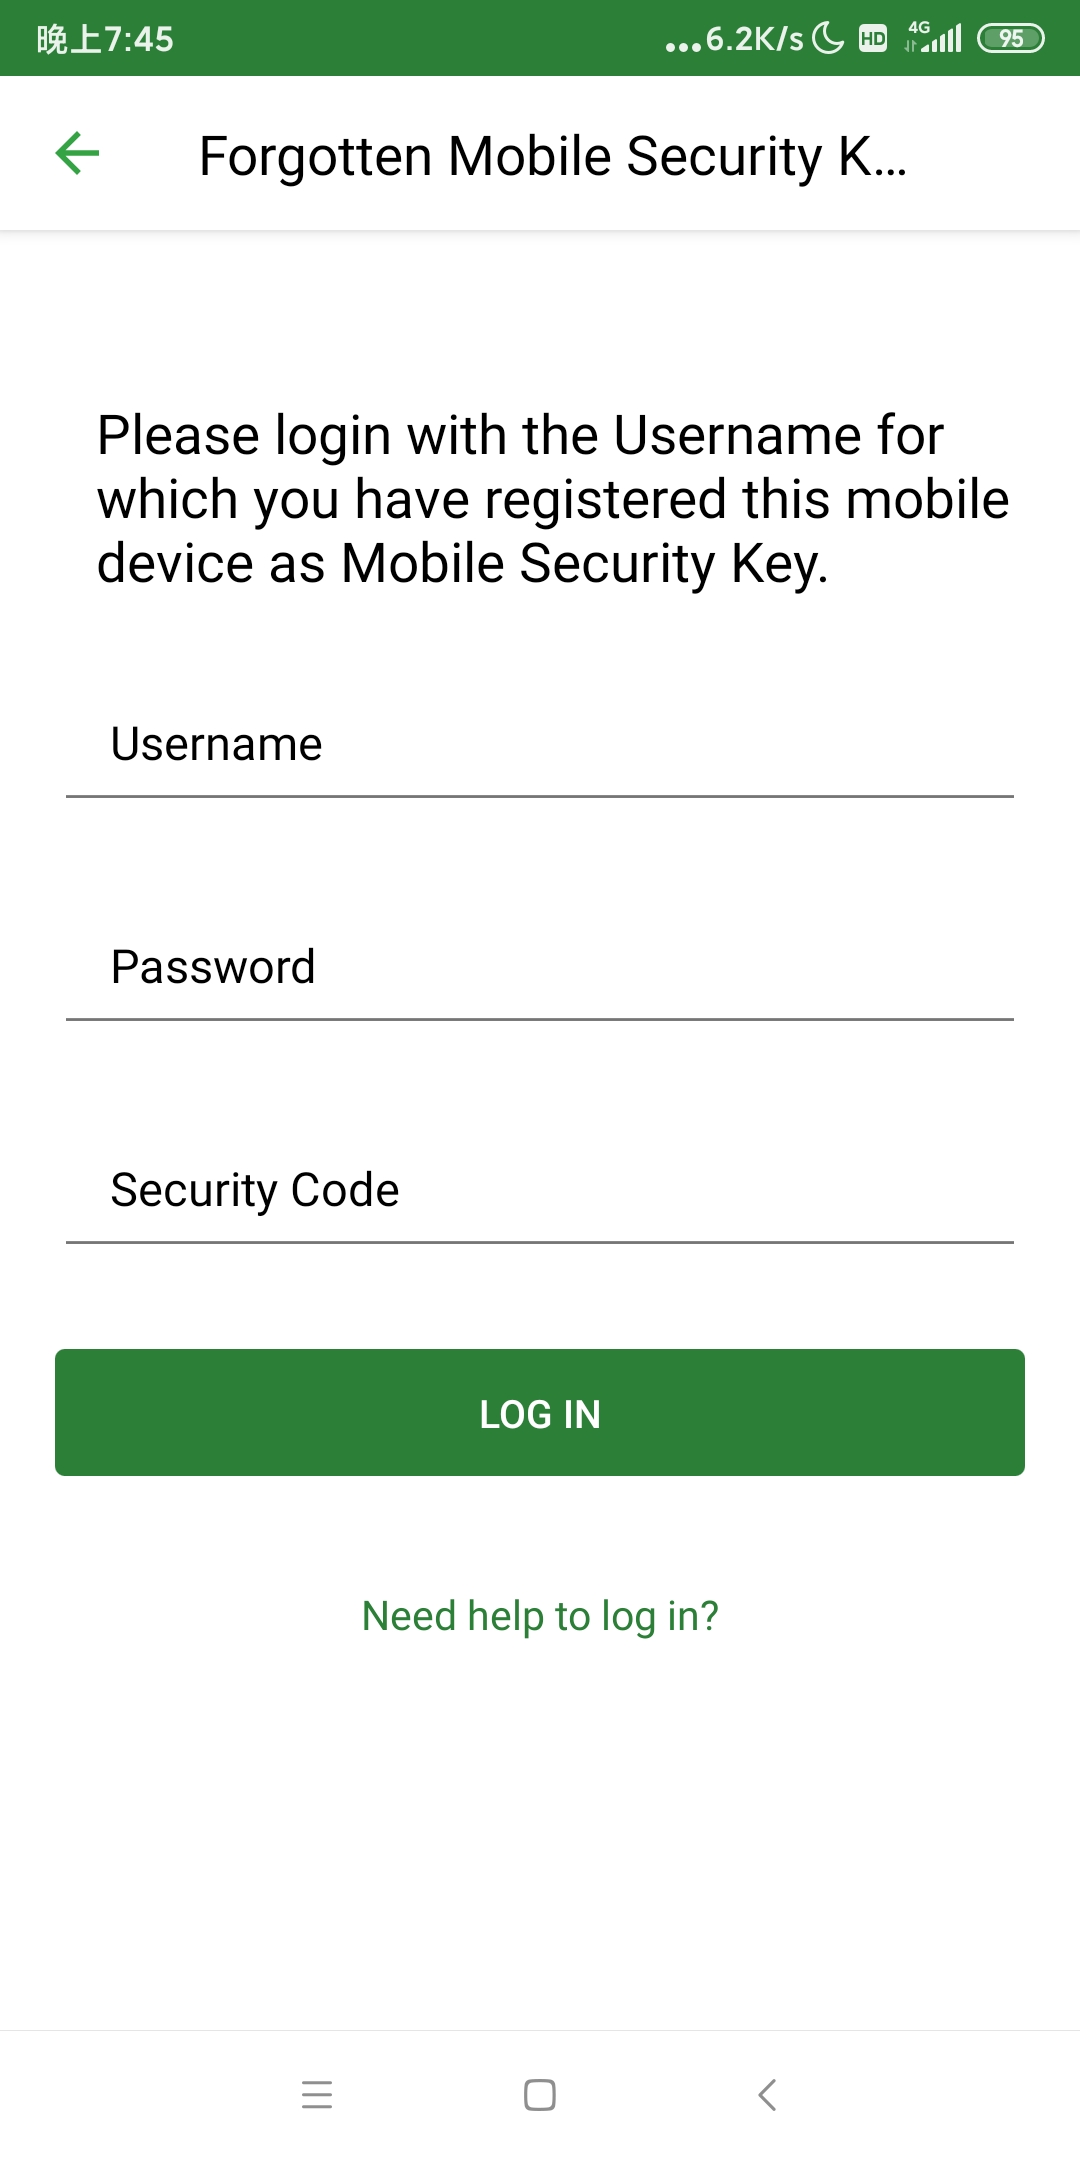 晚上7:45
...6.2K/s HD 4G 95
Forgotten Mobile Security K...
Please login with the Username for
which you have registered this mobile
device as Mobile Security Key.
Username
Password
Security Code
LOG IN
Need help to log in?